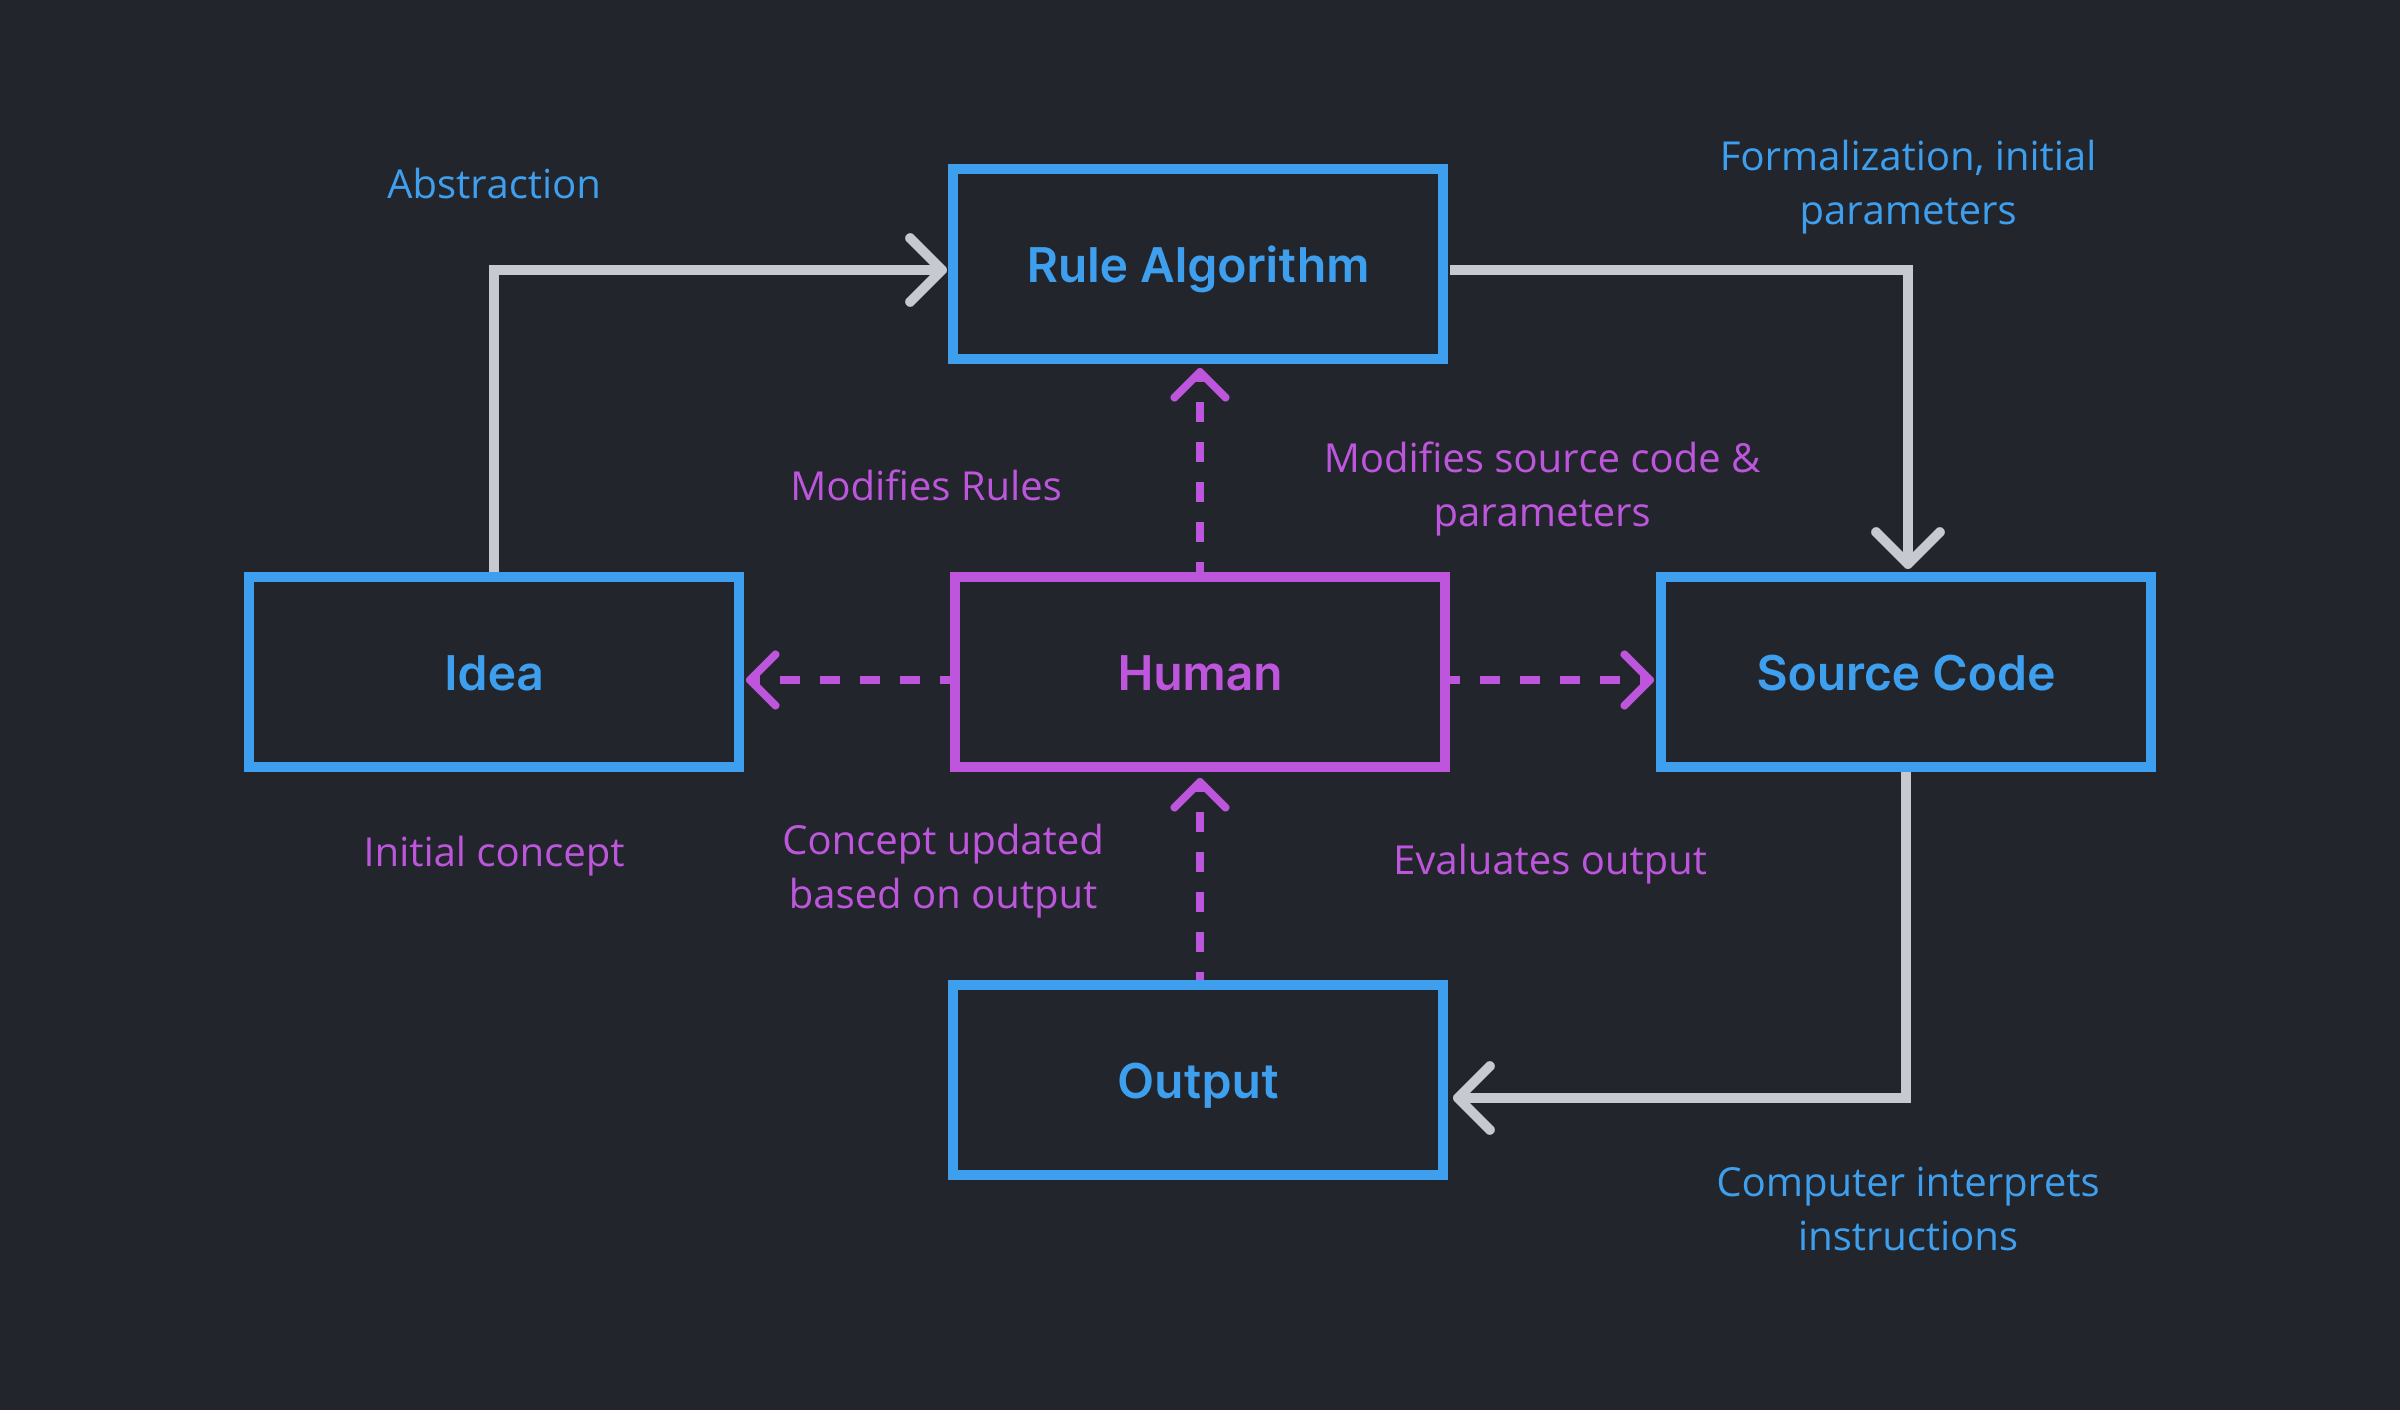 Abstraction
Rule Algorithm
Formalization, initial
parameters
Modifies Rules
Modifies source code &
parameters
Idea
Human
Source Code
Initial concept
Concept updated
based on output
Evaluates output
Output
Computer interprets
instructions